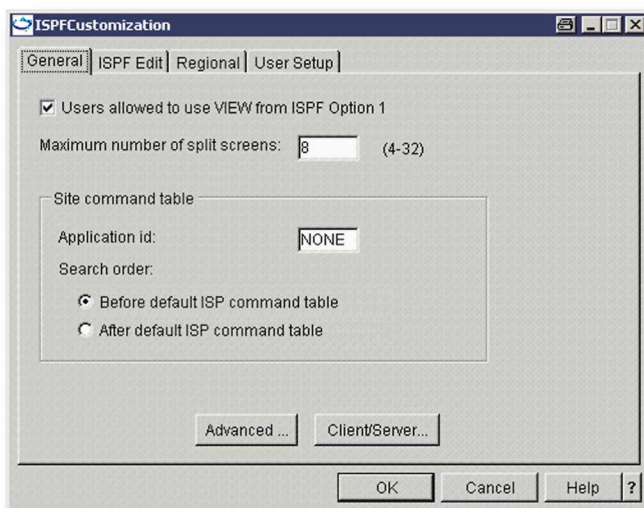 ISPFCustomization
General ISPF Edit Regional User Setup
Users allowed to use VIEW from ISPF Option 1
Maximum number of split screens: 8 (4-32)
Site command table
Application id: NONE
Search order:
Before default ISP command table
After default ISP command table
Advanced ... Client/Server...
OK Cancel Help ?